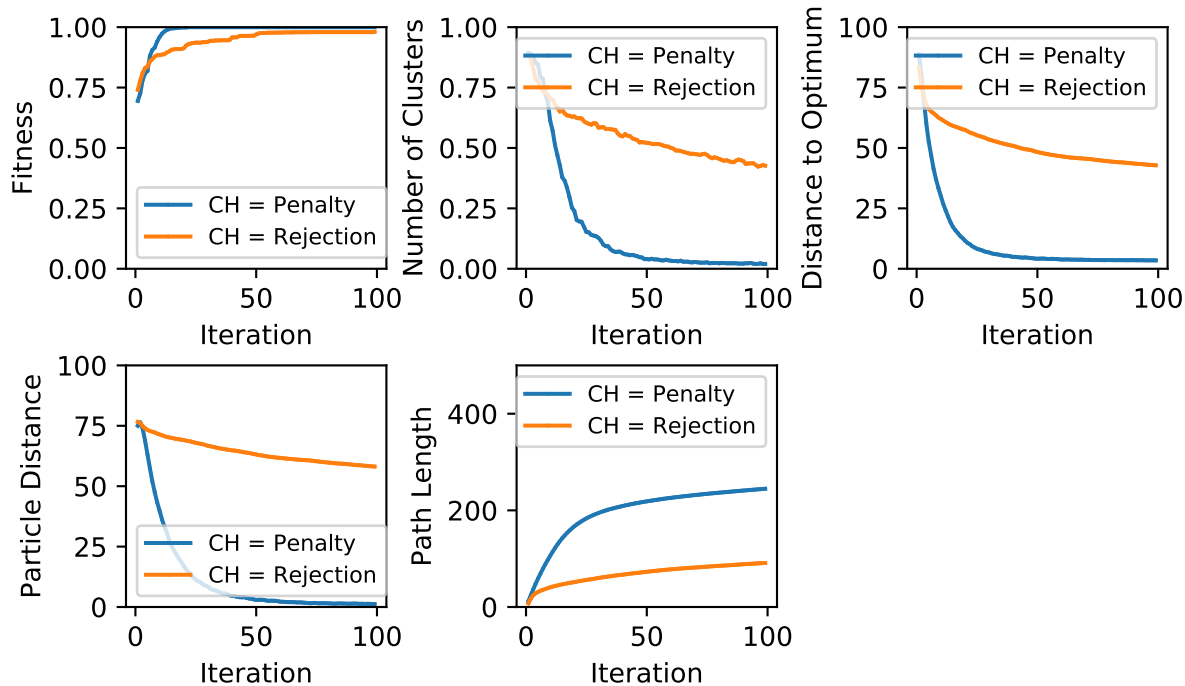 Fitness
1.00
0.75
0.50
0.25
0.00
CH = Penalty
CH = Rejection
0
50
100
Iteration
Number of Clusters
1.00
0.75
0.50
0.25
0.00
CH = Penalty
CH = Rejection
0
50
100
Iteration
Distance to Optimum
100
75
50
25
0
CH = Penalty
CH = Rejection
0
50
100
Iteration
Particle Distance
100
75
50
25
0
CH = Penalty
CH = Rejection
0
50
100
Iteration
Path Length
400
200
0
CH = Penalty
CH = Rejection
0
50
100
Iteration